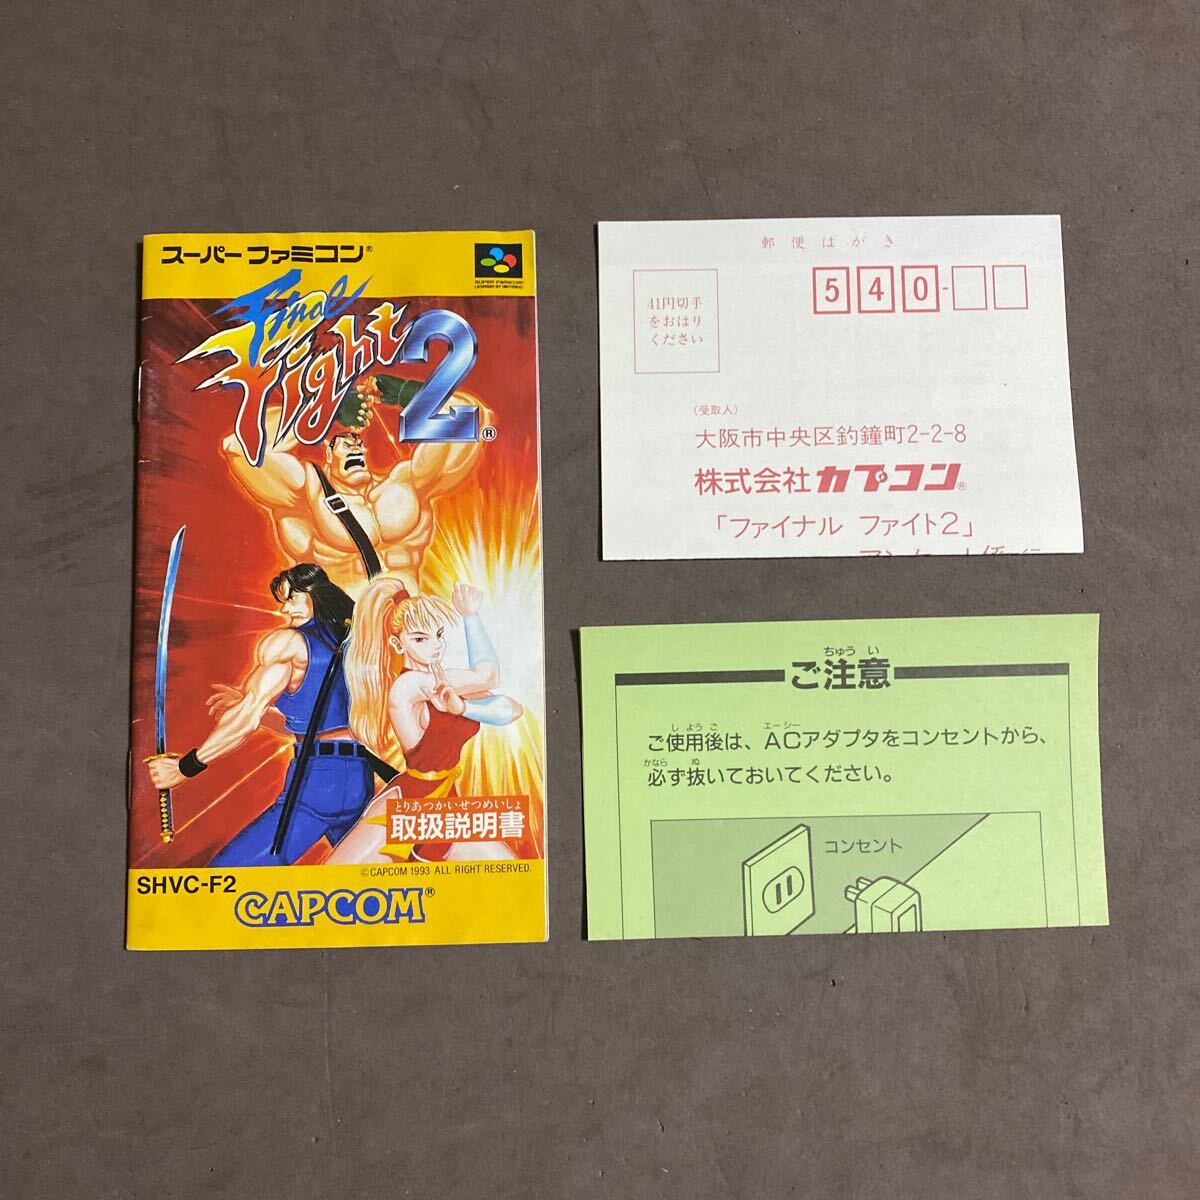 スーパーファミコン®
SUPER FAMICOM
LICENSED BY NINTENDO
Final
Fight 2®
とりあつかいせつめいしょ
取扱説明書
©CAPCOM 1993 ALL RIGHT RESERVED.
SHVC-F2
CAPCOM®
郵便はがき
540-
41円切手
をおはり
ください
(受取人)
大阪市中央区釣鐘町2-2-8
株式会社カプコン®
「ファイナル ファイト2」
ちゅうい
ご注意
しようご エーシー
ご使用後は、ACアダプタをコンセントから、
かなら ぬ
必ず抜いておいてください。
コンセント